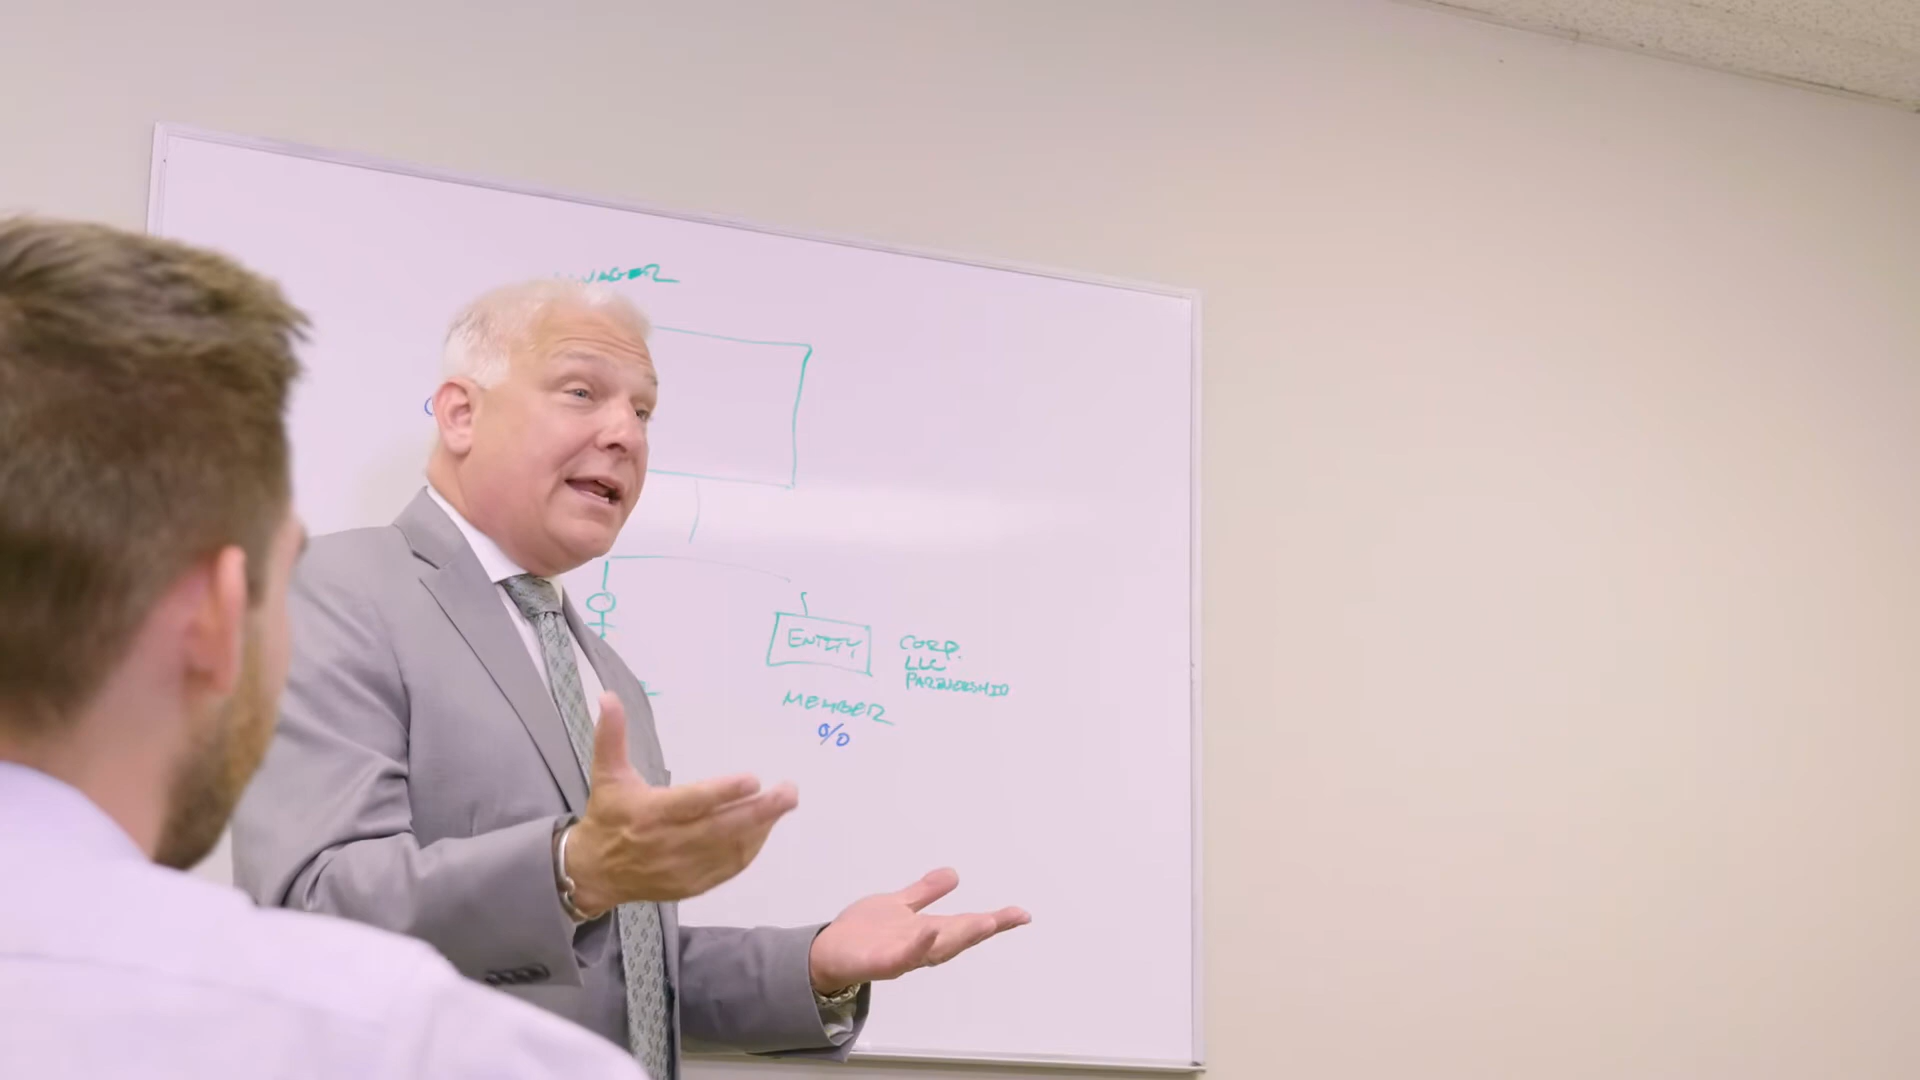 ENTITY
CORP.
LLC
PARTNERSHIP
MEMBER
%